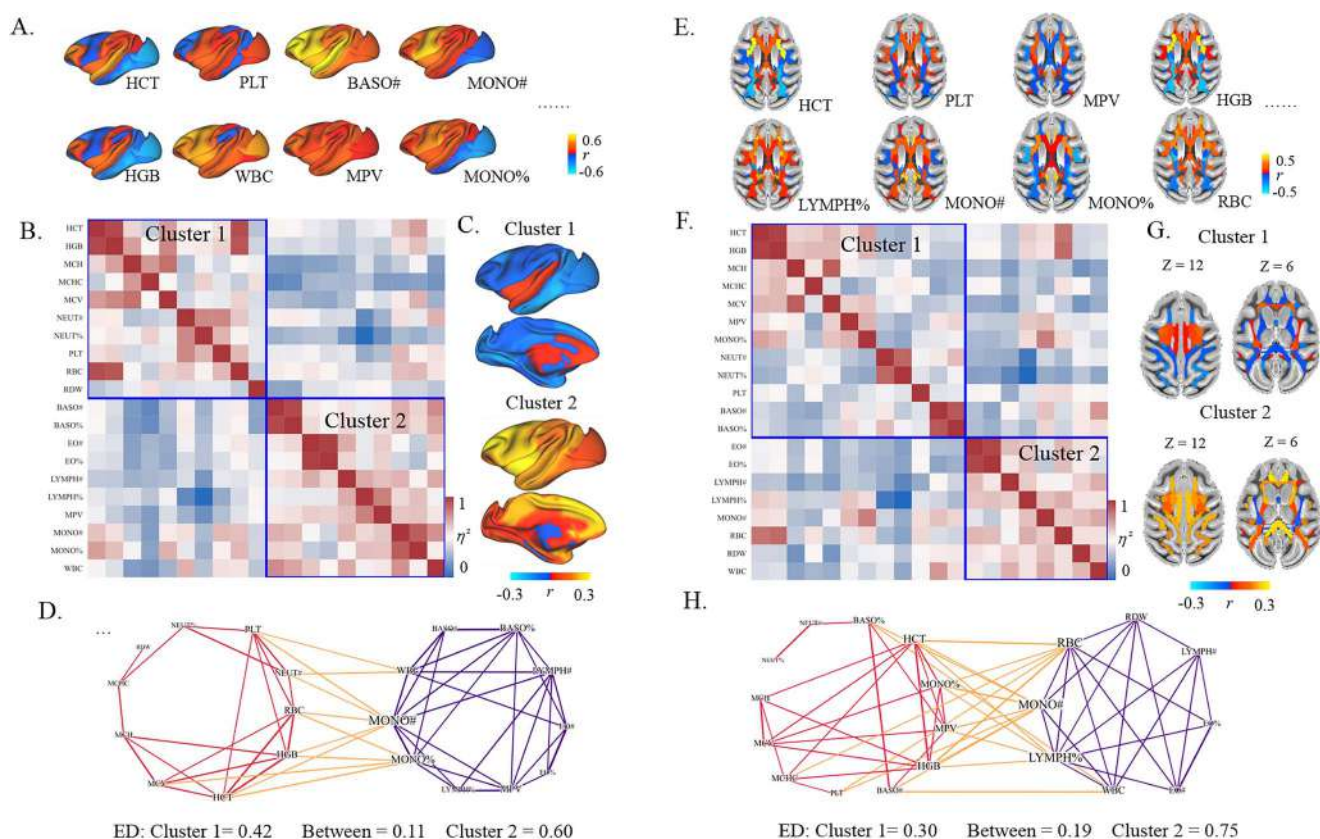 A.
HCT PLT BASO# MONO#
......
HGB WBC MPV MONO%
0.6
r
-0.6
B.
Cluster 1
HCT
HGB
MCH
MCHC
MCV
NEUT#
NEUT%
PLT
RBC
RDW
BASO#
BASO%
EO#
EO%
LYMPH#
LYMPH%
MPV
MONO#
MONO%
WBC
Cluster 2
1
η²
0
C.
Cluster 1
Cluster 2
-0.3 r 0.3
D.
...
NEUT%
PLT
RDW
NEUT#
MCHC
RBC
MCH
HGB
MCV
HCT
BASO#
BASO%
WBC
LYMPH#
MONO#
EO#
MONO%
EO%
LYMPH%
MPV
ED: Cluster 1= 0.42 Between = 0.11 Cluster 2 = 0.60
E.
HCT PLT MPV HGB
......
LYMPH% MONO# MONO% RBC
0.5
r
-0.5
F.
Cluster 1
HCT
HGB
MCH
MCHC
MCV
MPV
MONO%
NEUT#
NEUT%
PLT
BASO#
BASO%
EO#
EO%
LYMPH#
LYMPH%
MONO#
RBC
RDW
WBC
Cluster 2
1
η²
0
G.
Cluster 1
Z = 12 Z = 6
Cluster 2
Z = 12 Z = 6
-0.3 r 0.3
H.
NEUT#
BASO%
HCT
NEUT%
MONO%
MCH
MPV
MCV
HGB
MCHC
PLT
BASO#
RDW
RBC
LYMPH#
MONO#
EO%
LYMPH%
WBC
EO#
ED: Cluster 1= 0.30 Between = 0.19 Cluster 2 = 0.75